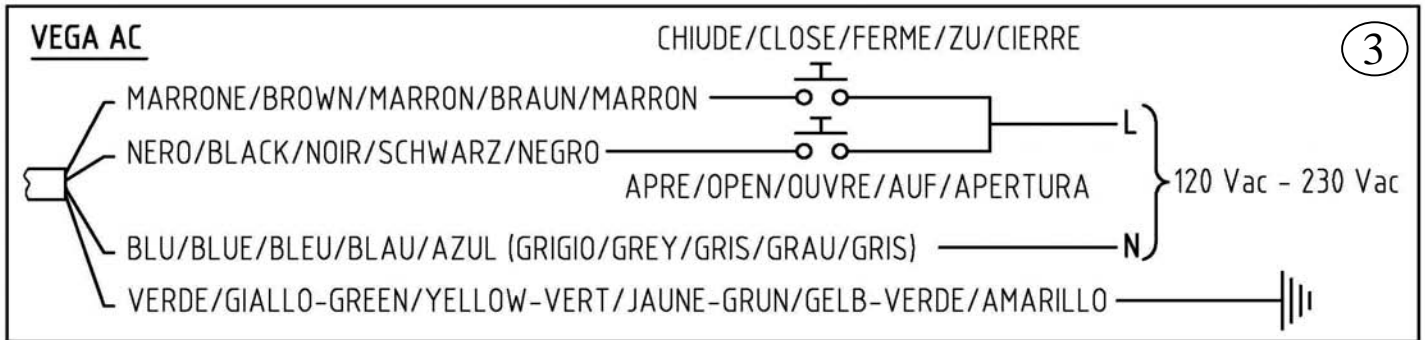 VEGA AC
CHIUDE/CLOSE/FERME/ZU/CIERRE
3
MARRONE/BROWN/MARRON/BRAUN/MARRON
L
NERO/BLACK/NOIR/SCHWARZ/NEGRO
APRE/OPEN/OUVRE/AUF/APERTURA
120 Vac - 230 Vac
BLU/BLUE/BLEU/BLAU/AZUL (GRIGIO/GREY/GRIS/GRAU/GRIS)
N
VERDE/GIALLO-GREEN/YELLOW-VERT/JAUNE-GRUN/GELB-VERDE/AMARILLO